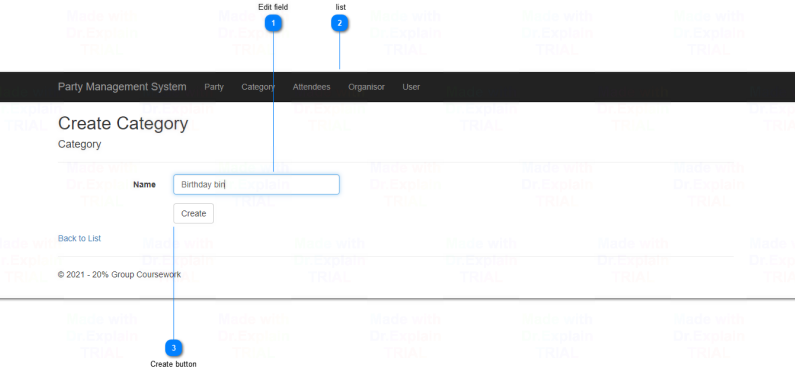 Edit field
list
1
2
Party Management System Party Category Attendees Organisor User
Create Category
Category
Name Birthday bin
Create
Back to List
© 2021 - 20% Group Coursework
3
Create button
Made with
Dr.Explain
TRIAL